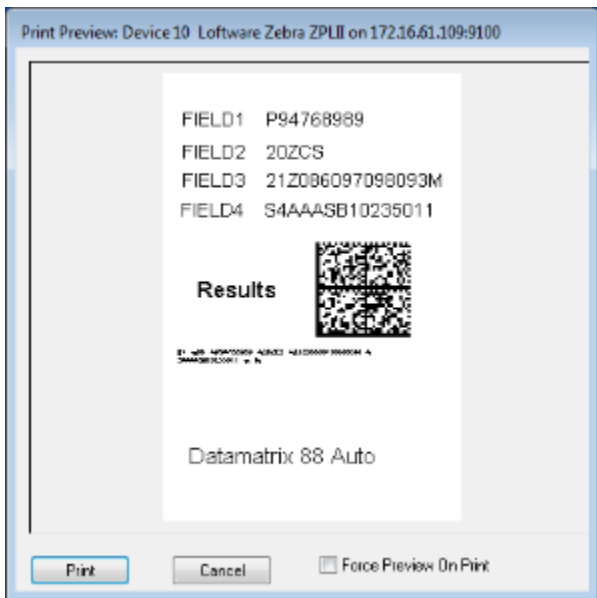 Print Preview: Device 10 Loftware Zebra ZPLII on 172.16.61.109:9100
FIELD1 P94768989
FIELD2 20ZCS
FIELD3 21Z086097098093M
FIELD4 S4AAASB10235011
Results
Datamatrix 88 Auto
Print
Cancel
Force Preview On Print